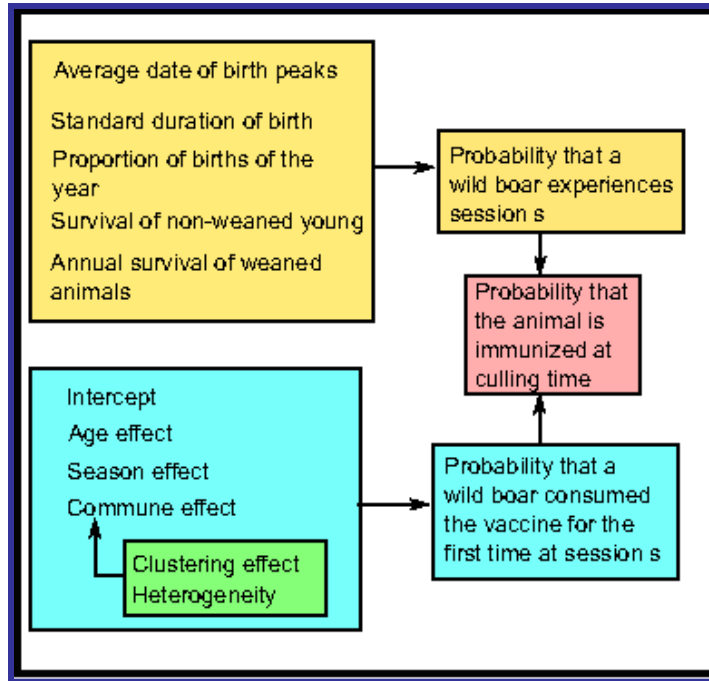 Average date of birth peaks
Standard duration of birth
Proportion of births of the
year
Survival of non-weaned young
Annual survival of weaned
animals
Probability that a
wild boar experiences
session s
Probability that
the animal is
immunized at
culling time
Intercept
Age effect
Season effect
Commune effect
Clustering effect
Heterogeneity
Probability that a
wild boar consumed
the vaccine for the
first time at session s